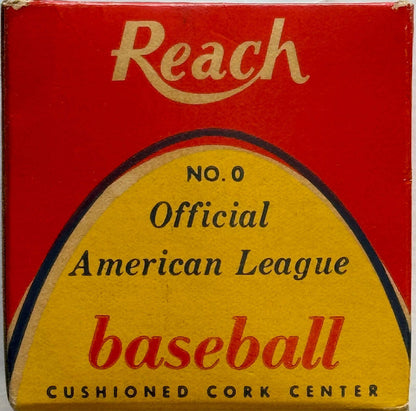 Reach
NO. 0
Official
American League
baseball
CUSHIONED CORK CENTER